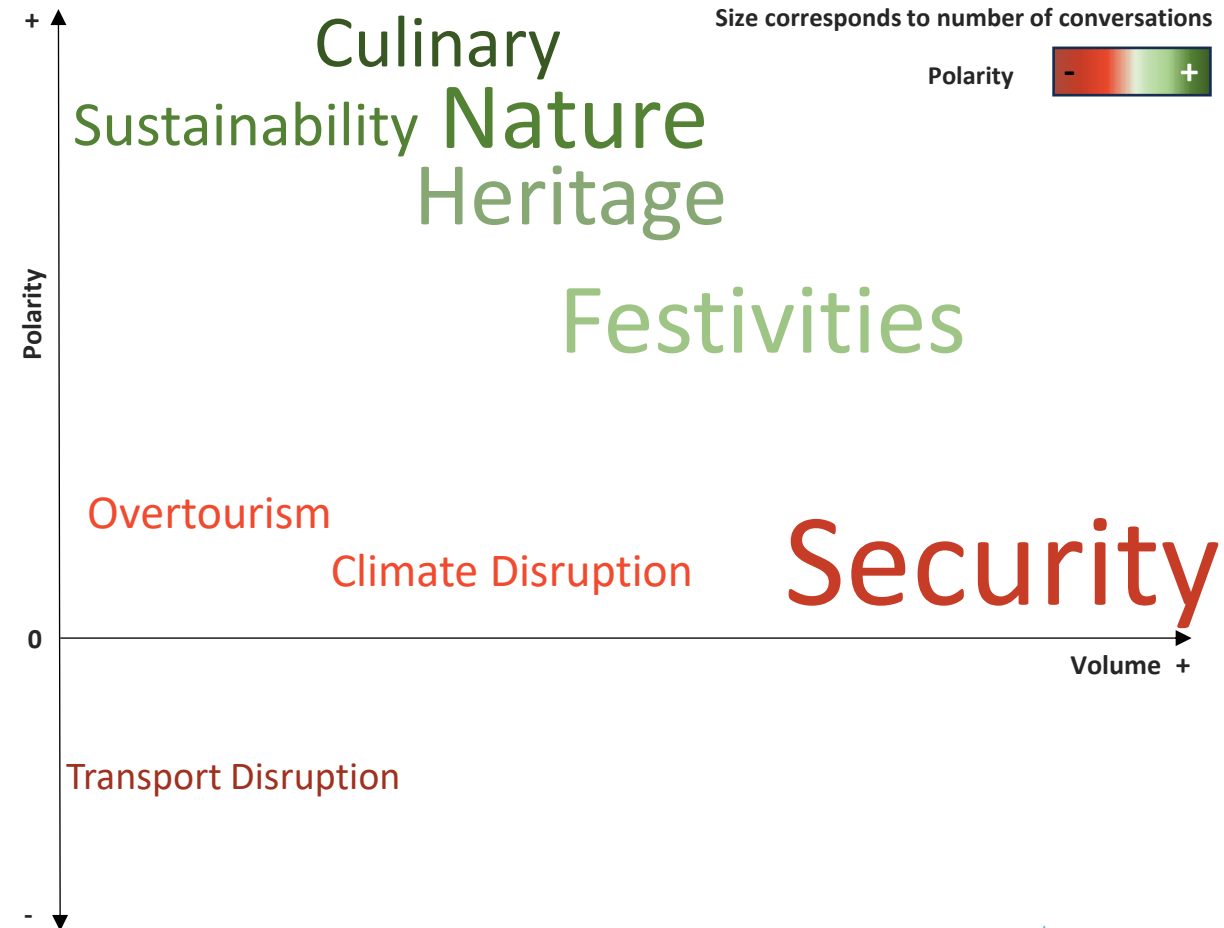 +
Size corresponds to number of conversations
Polarity
-
+
Culinary
Sustainability
Nature
Heritage
Polarity
Festivities
Overtourism
Climate Disruption
Security
0
Volume +
Transport Disruption
-